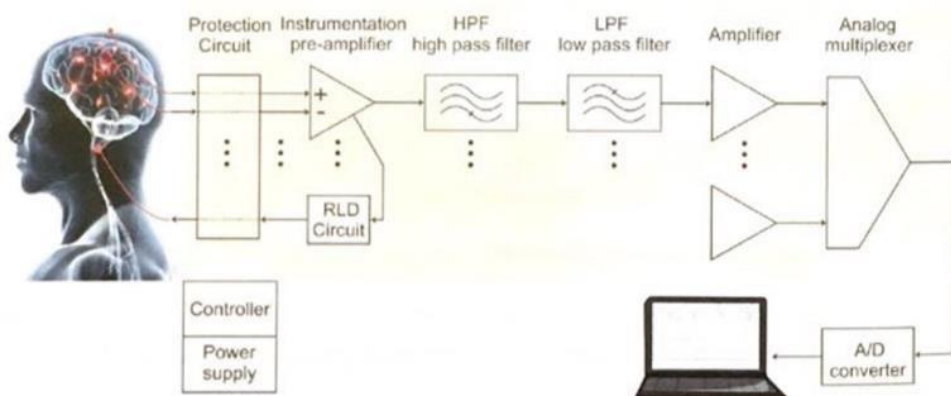 Protection
Circuit
Instrumentation
pre-amplifier
HPF
high pass filter
LPF
low pass filter
Amplifier
Analog
multiplexer
+
-
RLD
Circuit
Controller
Power
supply
A/D
converter